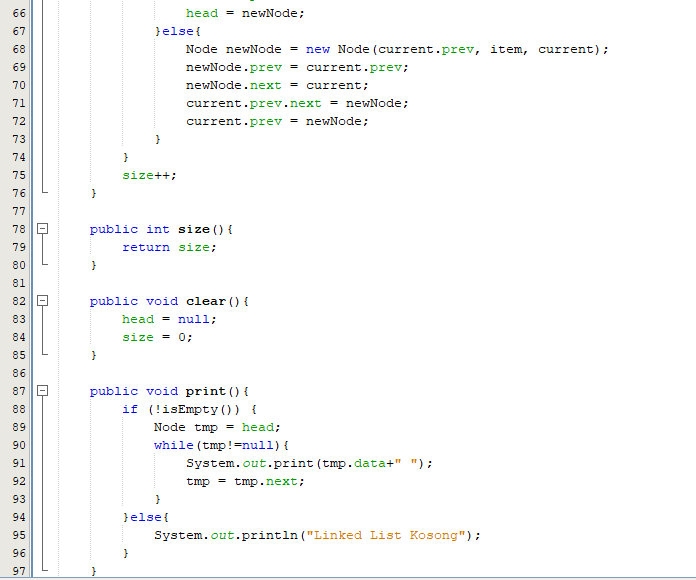 66                    head = newNode;
67                }else{
68                    Node newNode = new Node(current.prev, item, current);
69                    newNode.prev = current.prev;
70                    newNode.next = current;
71                    current.prev.next = newNode;
72                    current.prev = newNode;
73                }
74            }
75            size++;
76        }
77
78        public int size(){
79            return size;
80        }
81
82        public void clear(){
83            head = null;
84            size = 0;
85        }
86
87        public void print(){
88            if (!isEmpty()) {
89                Node tmp = head;
90                while(tmp!=null){
91                    System.out.print(tmp.data+" ");
92                    tmp = tmp.next;
93                }
94            }else{
95                System.out.println("Linked List Kosong");
96            }
97        }